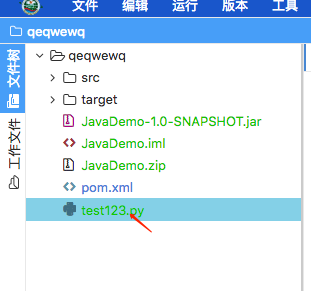 文件 编辑 运行 版本 工具
qeqwewq
文件树
工作文件
qeqwewq
src
target
JavaDemo-1.0-SNAPSHOT.jar
JavaDemo.iml
JavaDemo.zip
pom.xml
test123.py